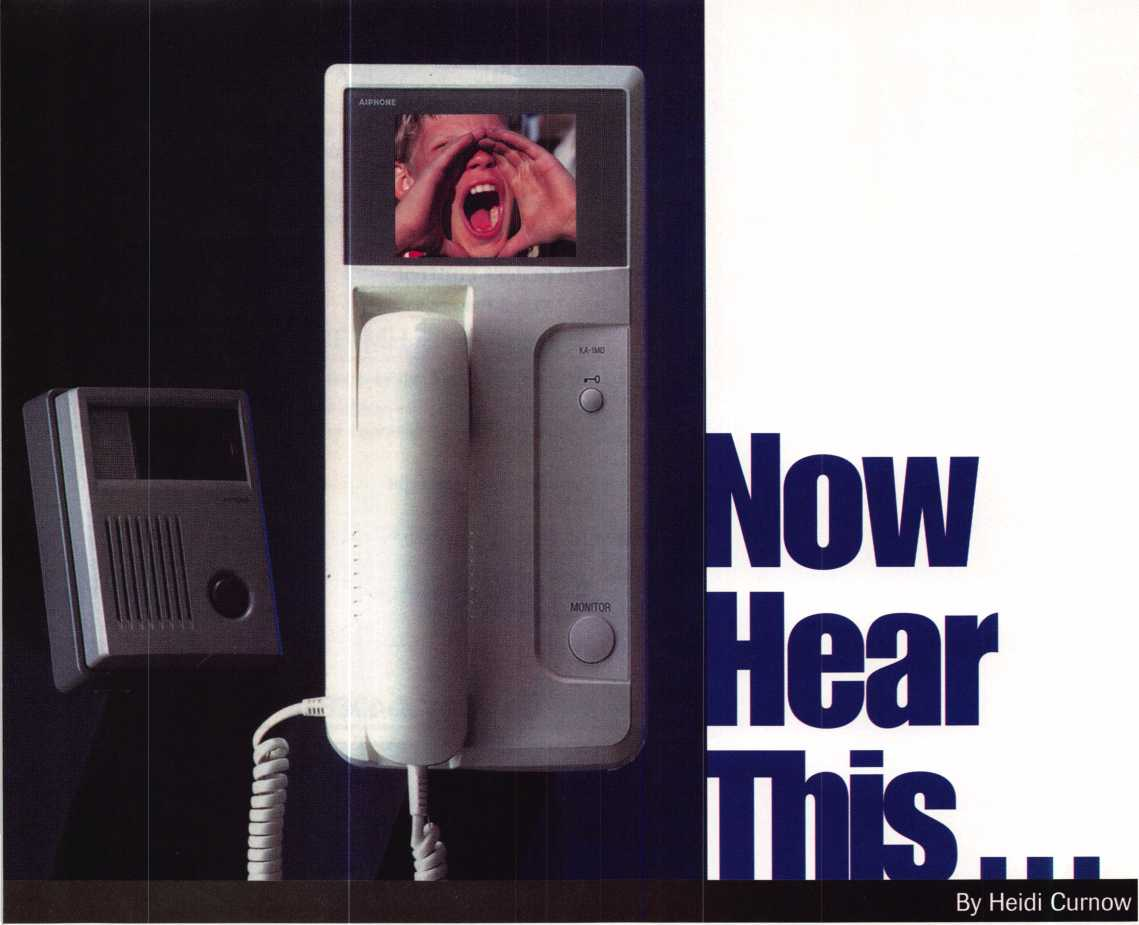 AIPHONE
KA-1MD
MONITOR
Now
Hear
This...
By Heidi Curnow